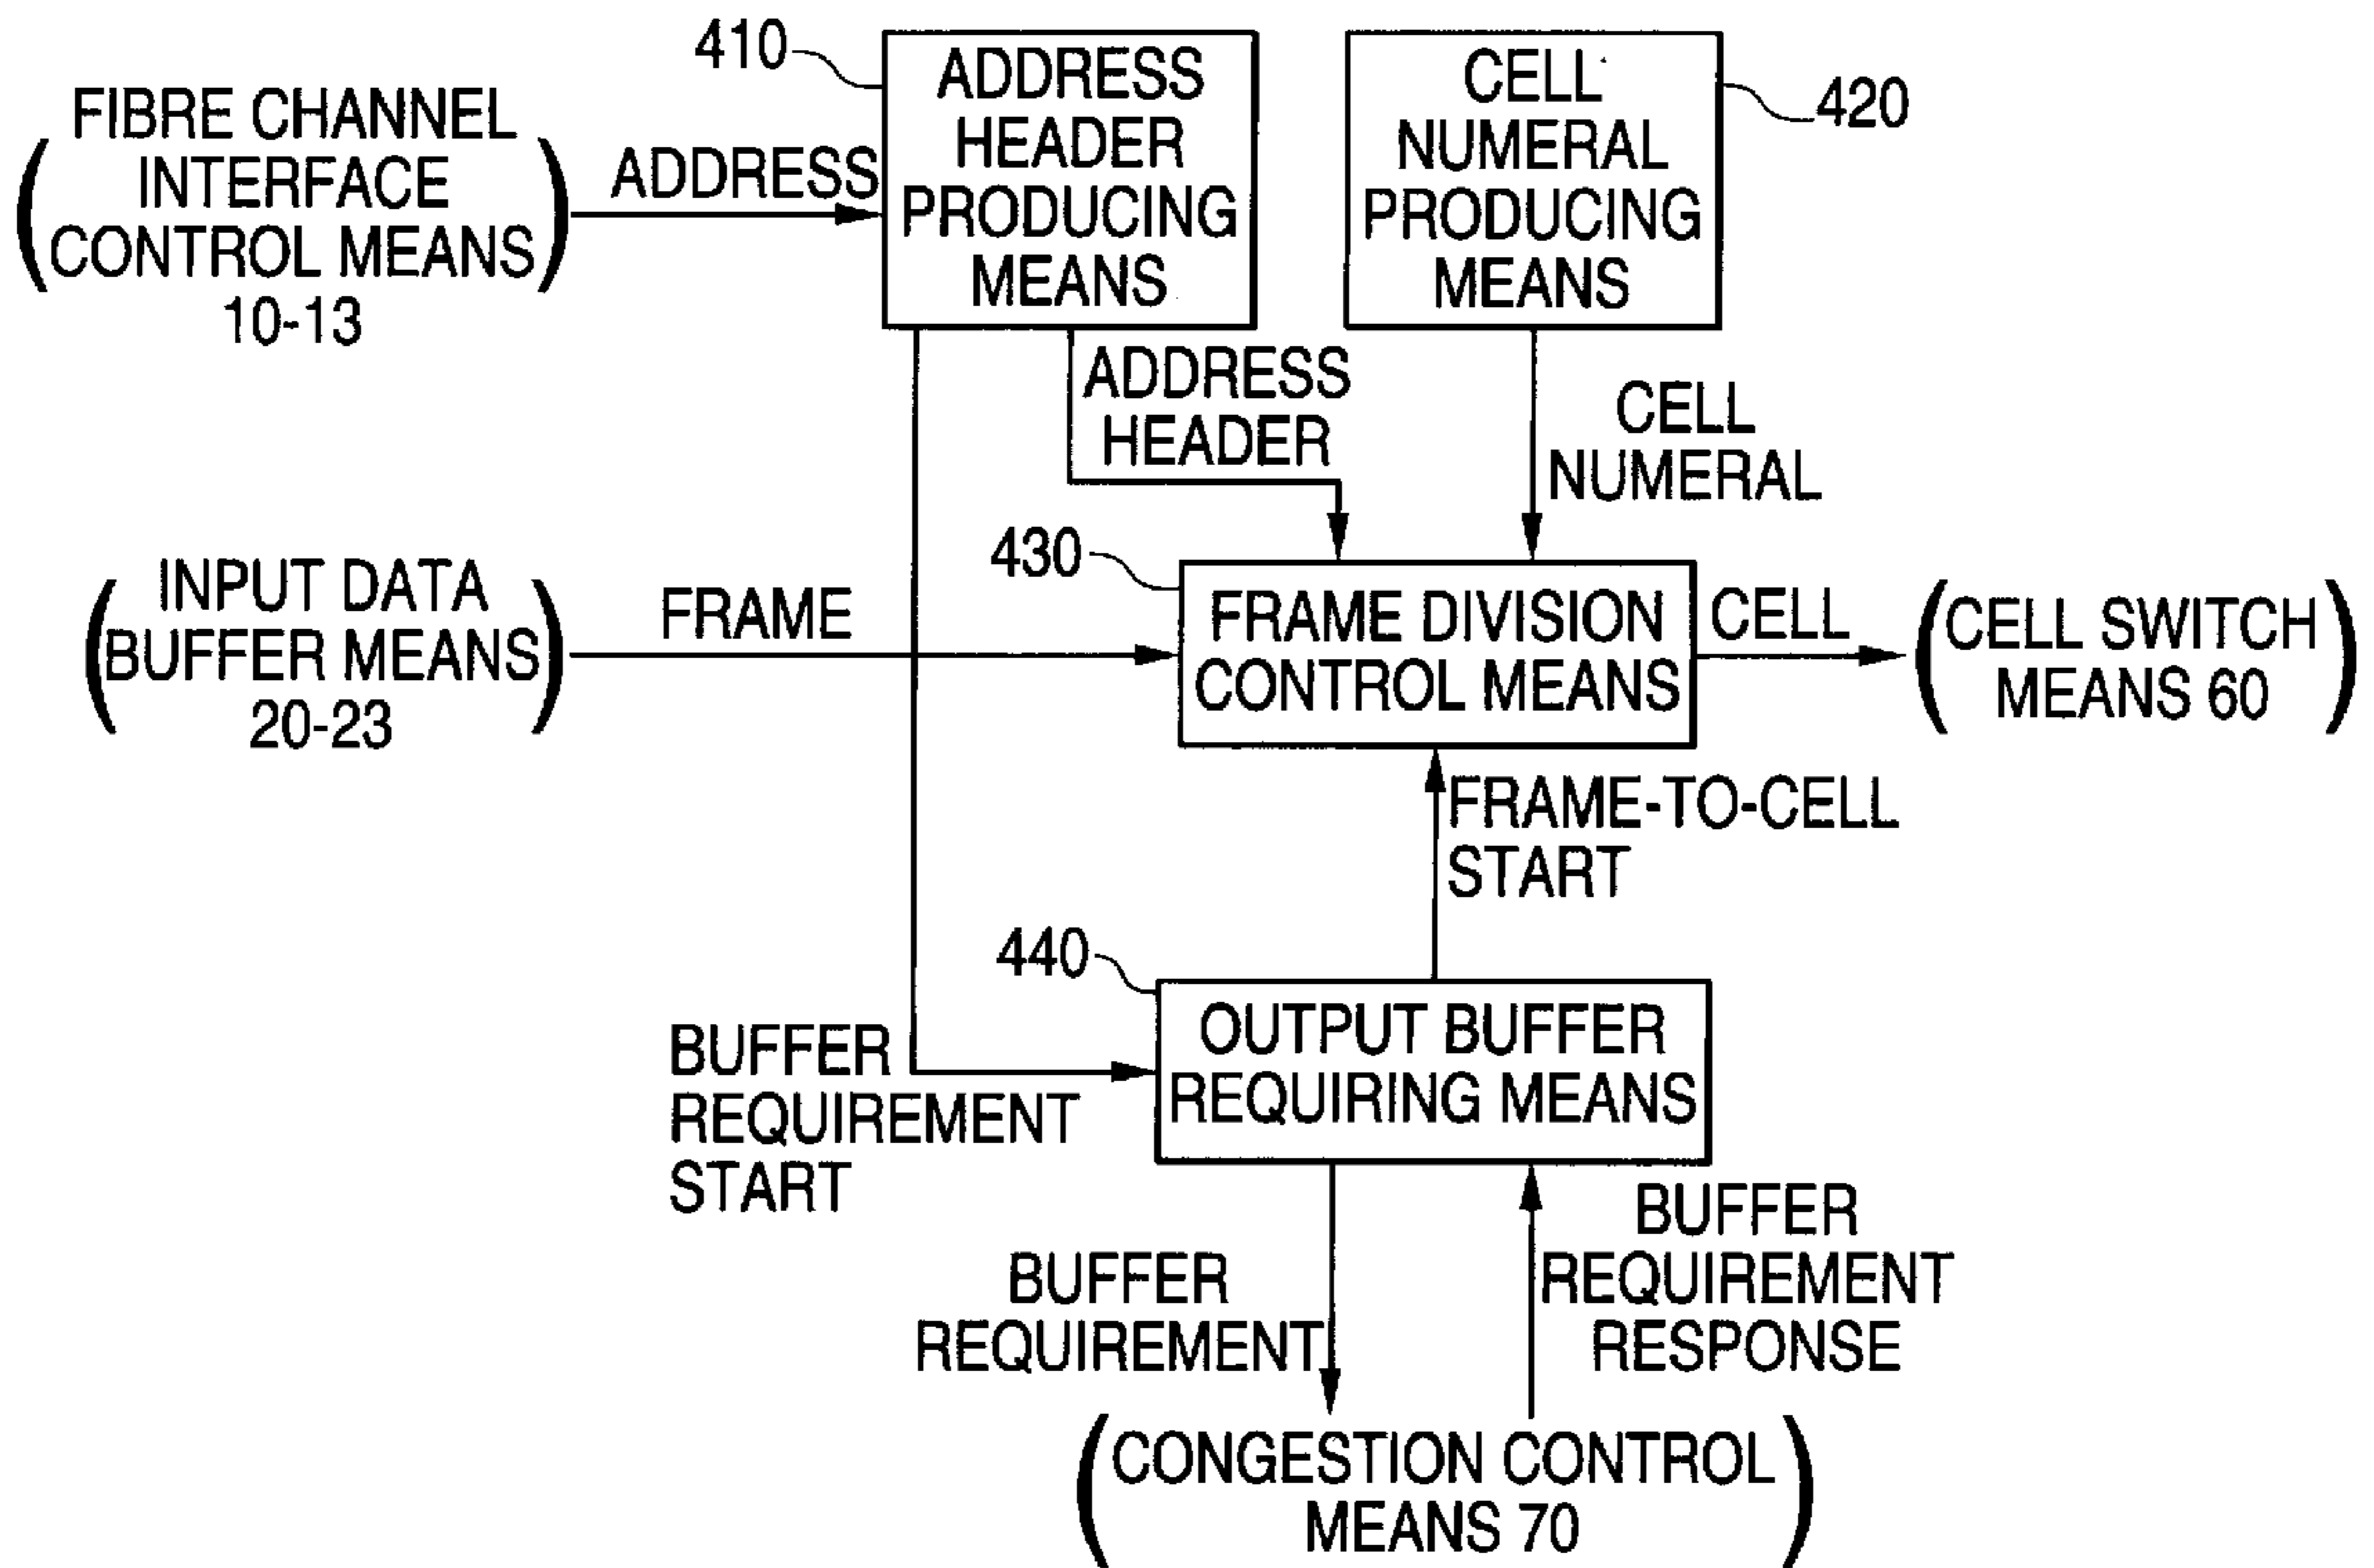 410
ADDRESS
HEADER
PRODUCING
MEANS
CELL
NUMERAL
PRODUCING
MEANS
420
(FIBRE CHANNEL
INTERFACE
CONTROL MEANS)
10-13
ADDRESS
ADDRESS
HEADER
CELL
NUMERAL
430
(INPUT DATA
BUFFER MEANS)
20-23
FRAME
FRAME DIVISION
CONTROL MEANS
CELL
(CELL SWITCH
MEANS 60)
FRAME-TO-CELL
START
440
OUTPUT BUFFER
REQUIRING MEANS
BUFFER
REQUIREMENT
START
BUFFER
REQUIREMENT
BUFFER
REQUIREMENT
RESPONSE
(CONGESTION CONTROL
MEANS 70)